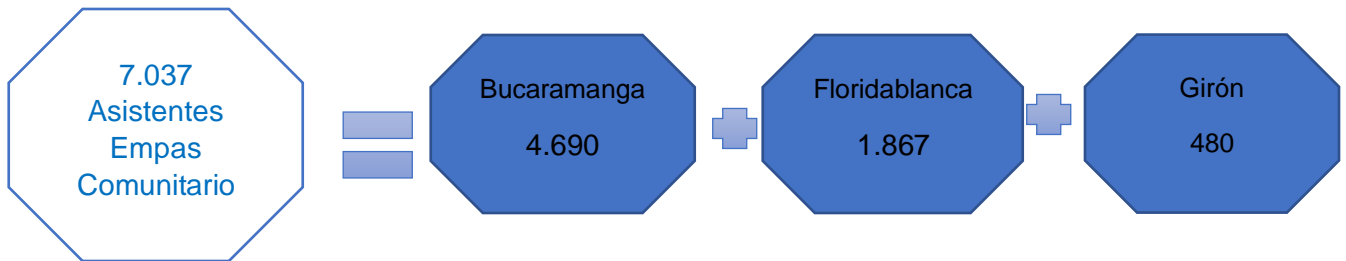 7.037
Asistentes
Empas
Comunitario
Bucaramanga
4.690
Floridablanca
1.867
Girón
480